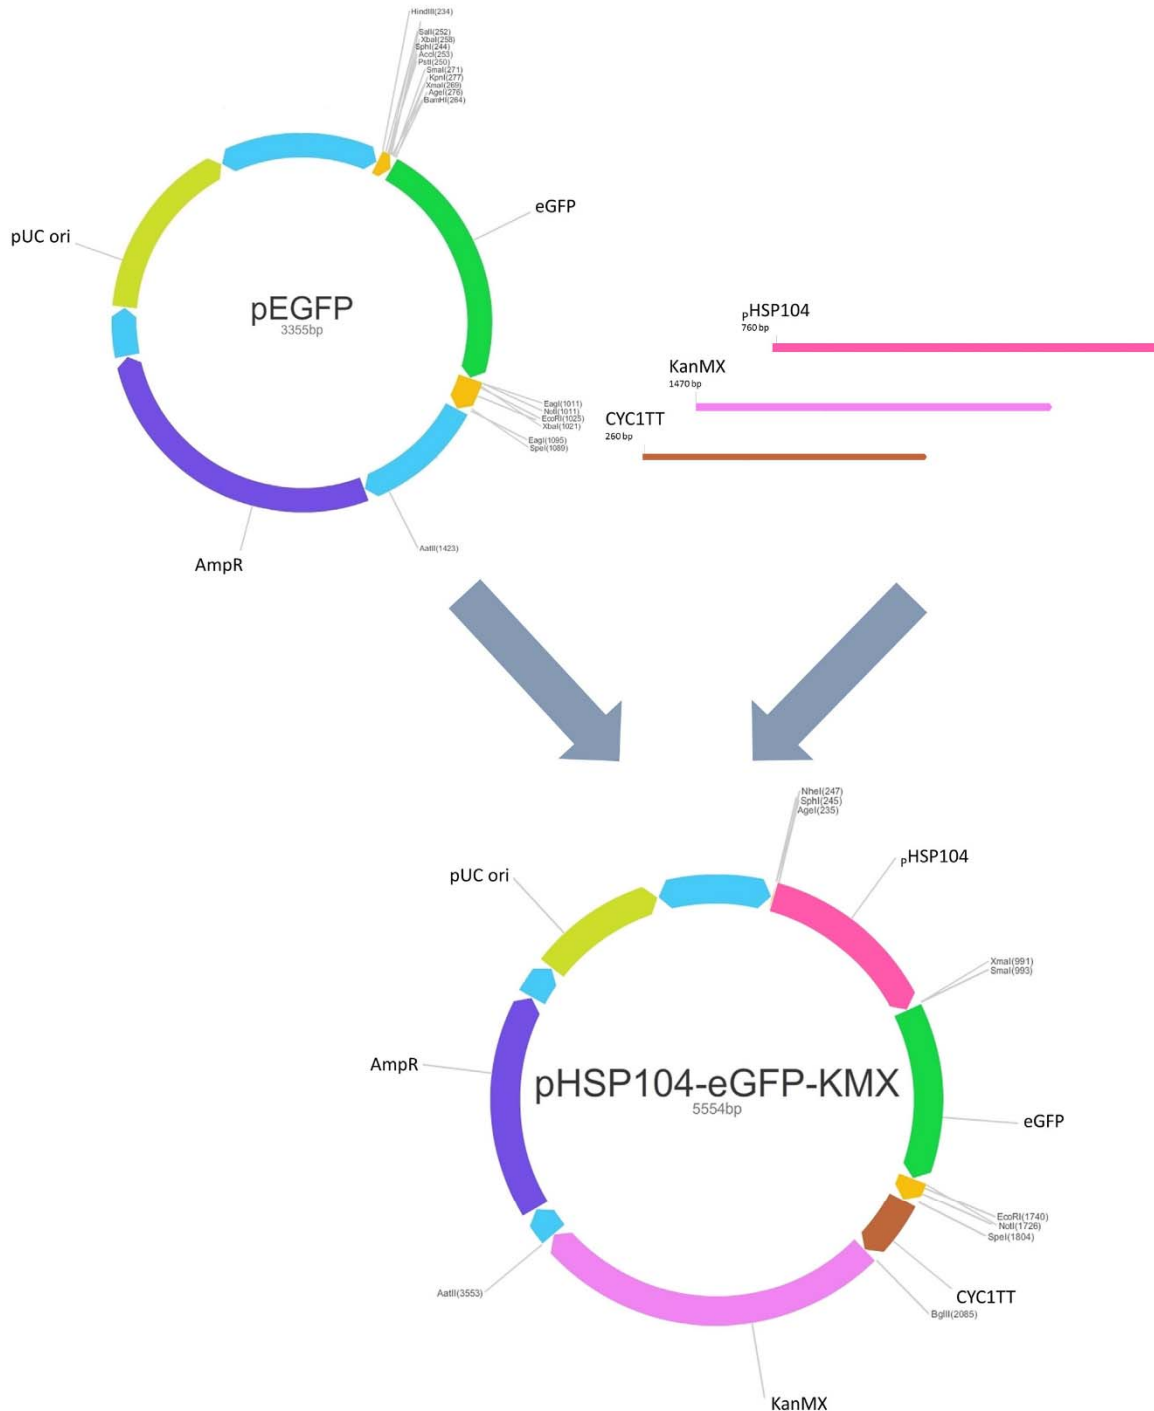 HindIII(234)
SalI(252)
XbaI(258)
SphI(244)
AccI(253)
PstI(250)
SmaI(271)
KpnI(277)
XmaI(269)
AgeI(276)
BamHI(264)
eGFP
pUC ori
pEGFP
3355bp
pHSP104
760 bp
KanMX
1470 bp
CYC1TT
260 bp
EagI(1011)
NotI(1011)
EcoRI(1025)
XbaI(1021)
EagI(1095)
SpeI(1089)
AatII(1423)
AmpR
NheI(247)
SphI(245)
AgeI(235)
pHSP104
pUC ori
XmaI(991)
SmaI(993)
AmpR
pHSP104-eGFP-KMX
5554bp
eGFP
EcoRI(1740)
NotI(1726)
SpeI(1804)
AatII(3553)
CYC1TT
BglII(2085)
KanMX